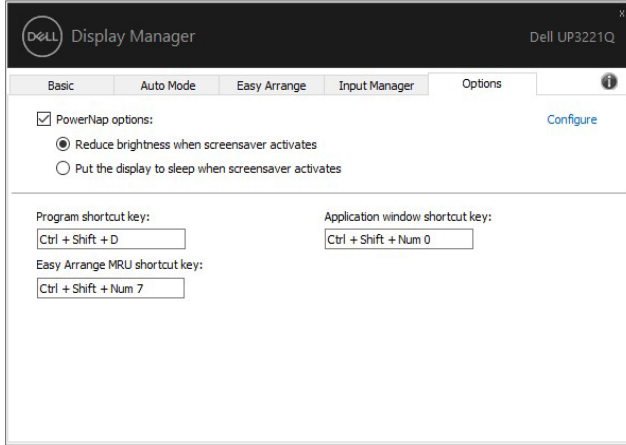 DELL Display Manager
Dell UP3221Q
Basic Auto Mode Easy Arrange Input Manager Options
PowerNap options:
Configure
Reduce brightness when screensaver activates
Put the display to sleep when screensaver activates
Program shortcut key:
Application window shortcut key:
Ctrl + Shift + D
Ctrl + Shift + Num 0
Easy Arrange MRU shortcut key:
Ctrl + Shift + Num 7